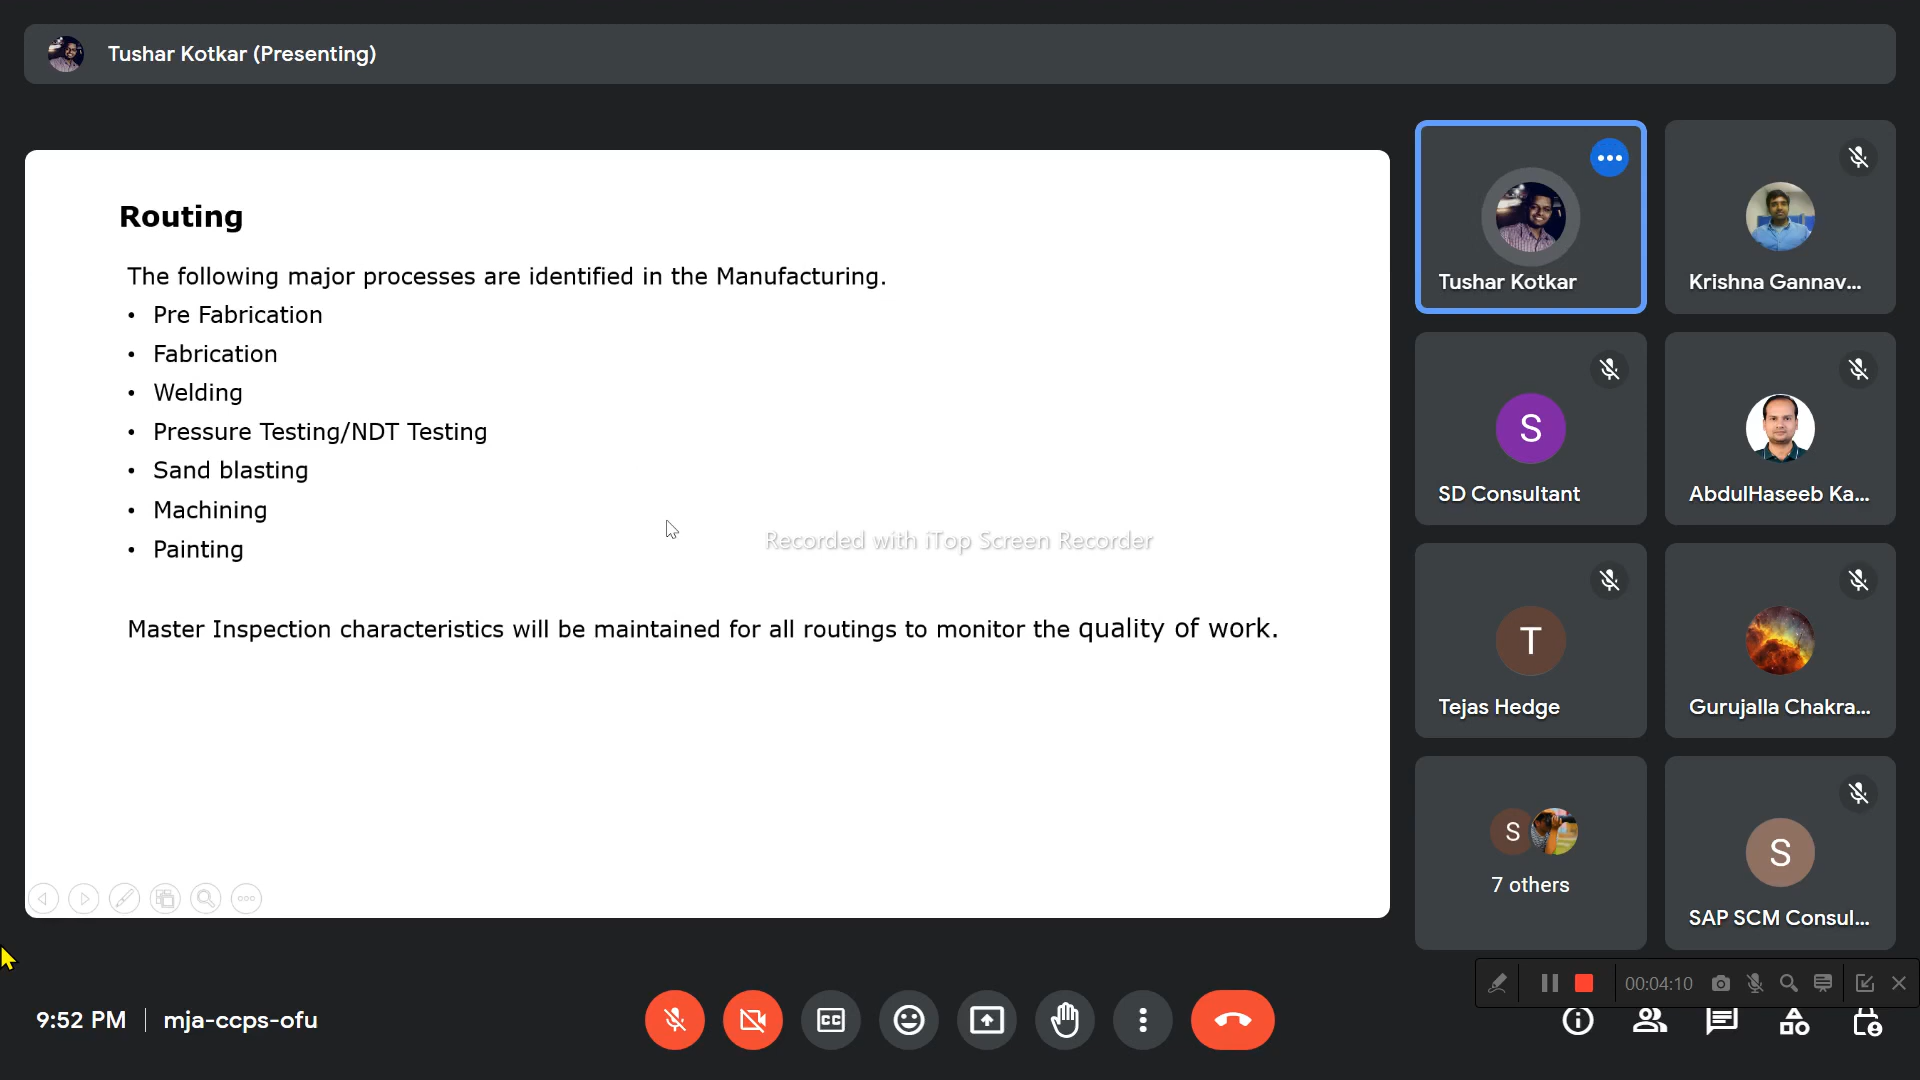 Tushar Kotkar (Presenting)
Routing
The following major processes are identified in the Manufacturing.
• Pre Fabrication
• Fabrication
• Welding
• Pressure Testing/NDT Testing
• Sand blasting
• Machining
• Painting
Recorded with iTop Screen Recorder
Master Inspection characteristics will be maintained for all routings to monitor the quality of work.
Tushar Kotkar
Krishna Gannav...
S
SD Consultant
AbdulHaseeb Ka...
T
Tejas Hedge
Gurujalla Chakra...
S
7 others
S
SAP SCM Consul...
00:04:10
9:52 PM
mja-ccps-ofu
CC